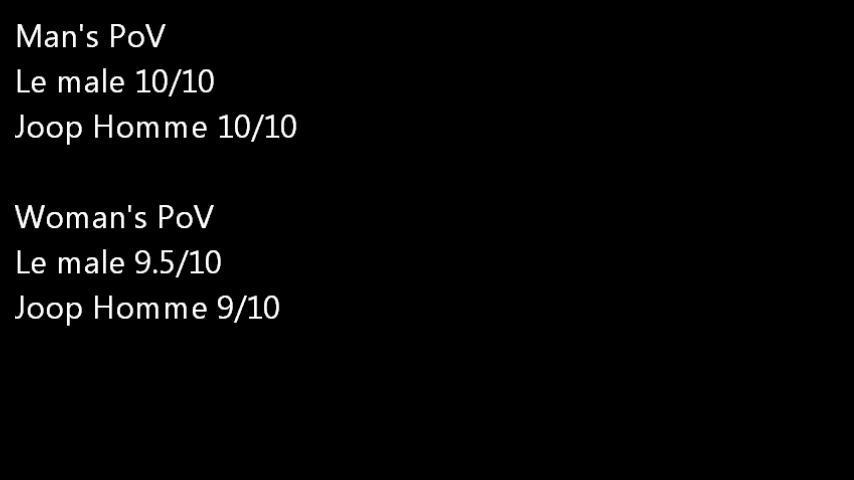 Man's PoV
Le male 10/10
Joop Homme 10/10
Woman's PoV
Le male 9.5/10
Joop Homme 9/10